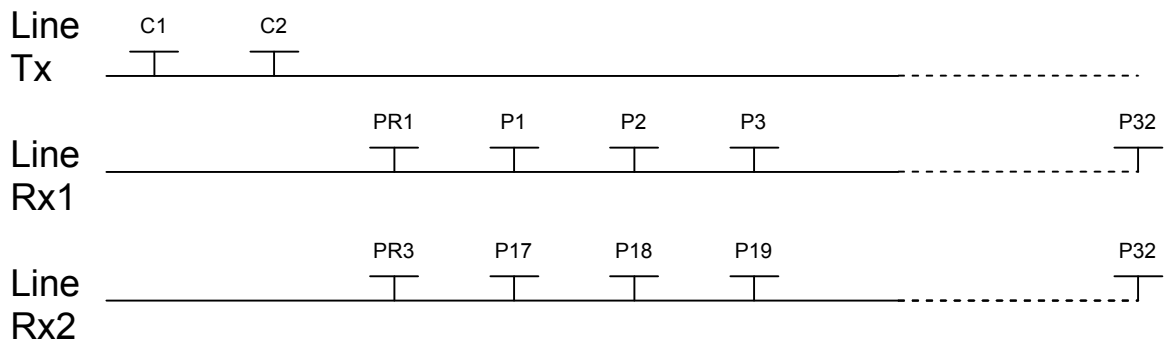 Line Tx
C1 C2
Line Rx1
PR1 P1 P2 P3 P32
Line Rx2
PR3 P17 P18 P19 P32